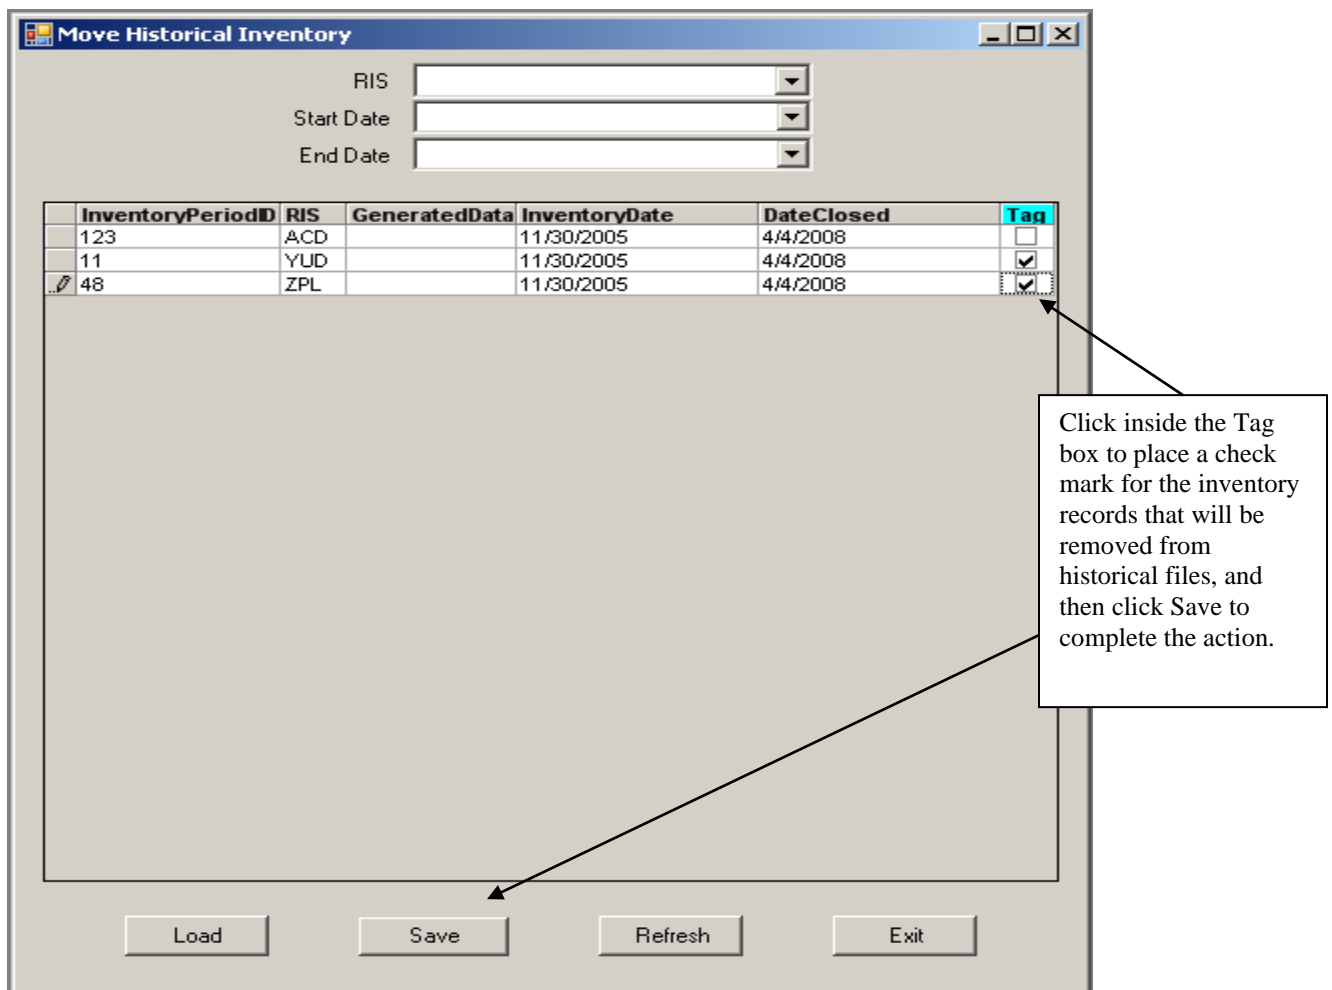 Move Historical Inventory
RIS
Start Date
End Date
InventoryPeriodID RIS GeneratedData InventoryDate DateClosed Tag
123 ACD 11/30/2005 4/4/2008
11 YUD 11/30/2005 4/4/2008
48 ZPL 11/30/2005 4/4/2008
Click inside the Tag
box to place a check
mark for the inventory
records that will be
removed from
historical files, and
then click Save to
complete the action.
Load Save Refresh Exit